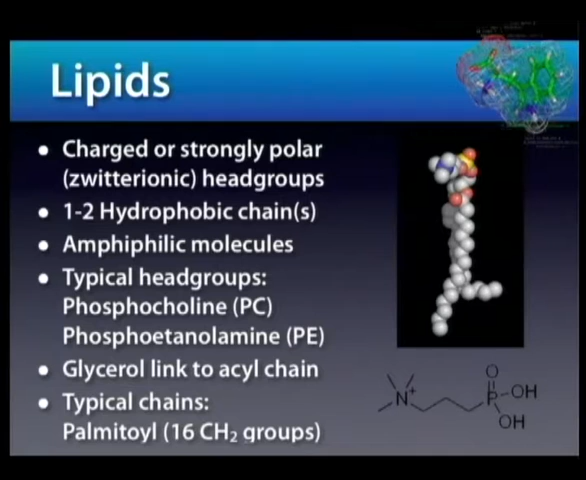 Lipids
• Charged or strongly polar
(zwitterionic) headgroups
• 1-2 Hydrophobic chain(s)
• Amphiphilic molecules
• Typical headgroups:
Phosphocholine (PC)
Phosphoetanolamine (PE)
• Glycerol link to acyl chain
• Typical chains:
Palmitoyl (16 CH₂ groups)
O
N⁺
P-OH
OH